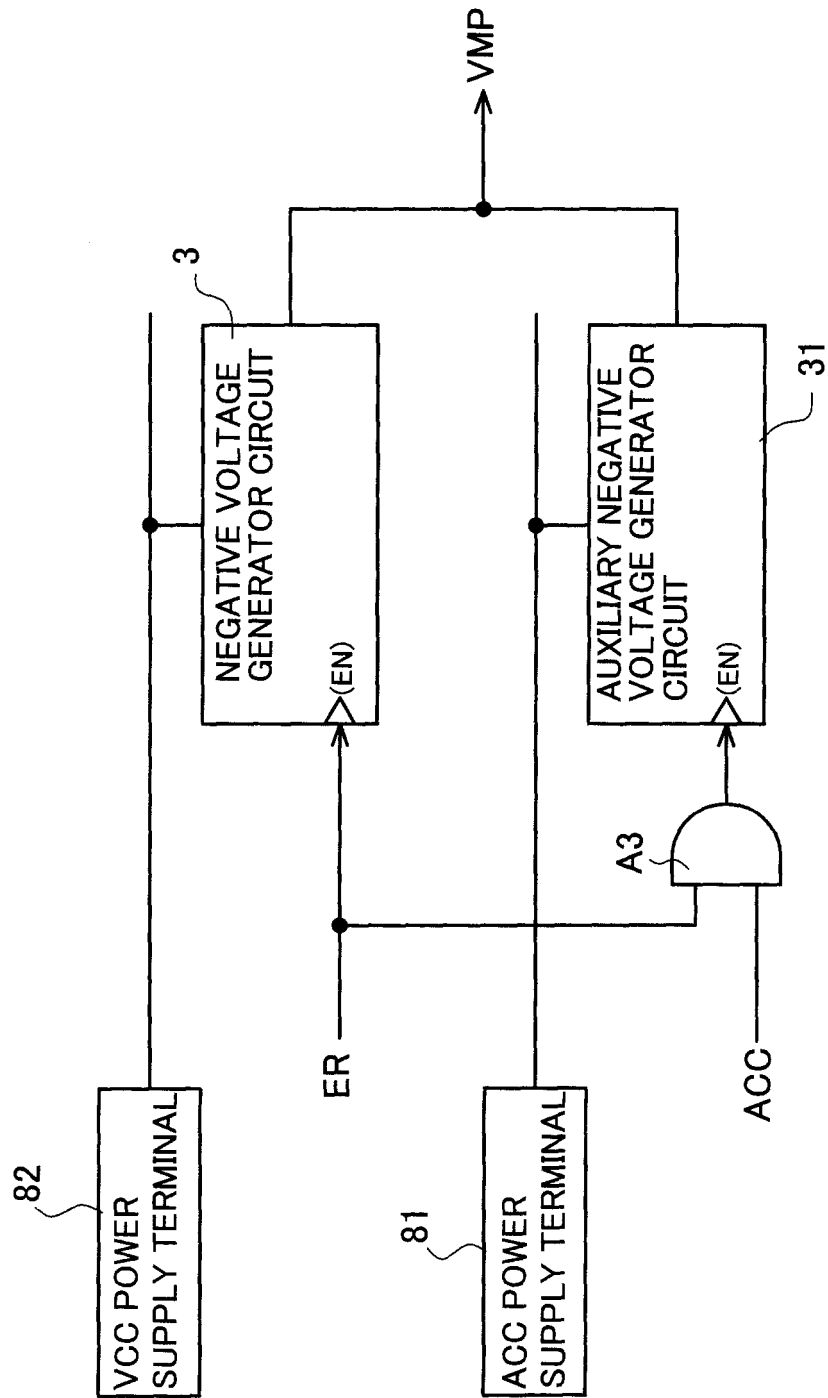 82
VCC POWER
SUPPLY TERMINAL
3
NEGATIVE VOLTAGE
GENERATOR CIRCUIT
(EN)
ER
VMP
81
ACC POWER
SUPPLY TERMINAL
AUXILIARY NEGATIVE
VOLTAGE GENERATOR
CIRCUIT
(EN)
31
A3
ACC